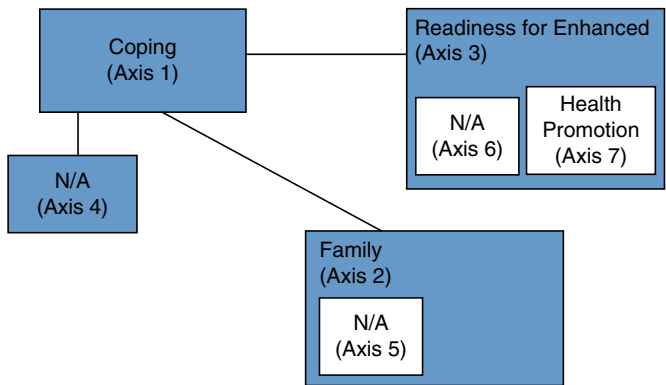 Coping
(Axis 1)
Readiness for Enhanced
(Axis 3)
N/A
(Axis 6)
Health
Promotion
(Axis 7)
N/A
(Axis 4)
Family
(Axis 2)
N/A
(Axis 5)